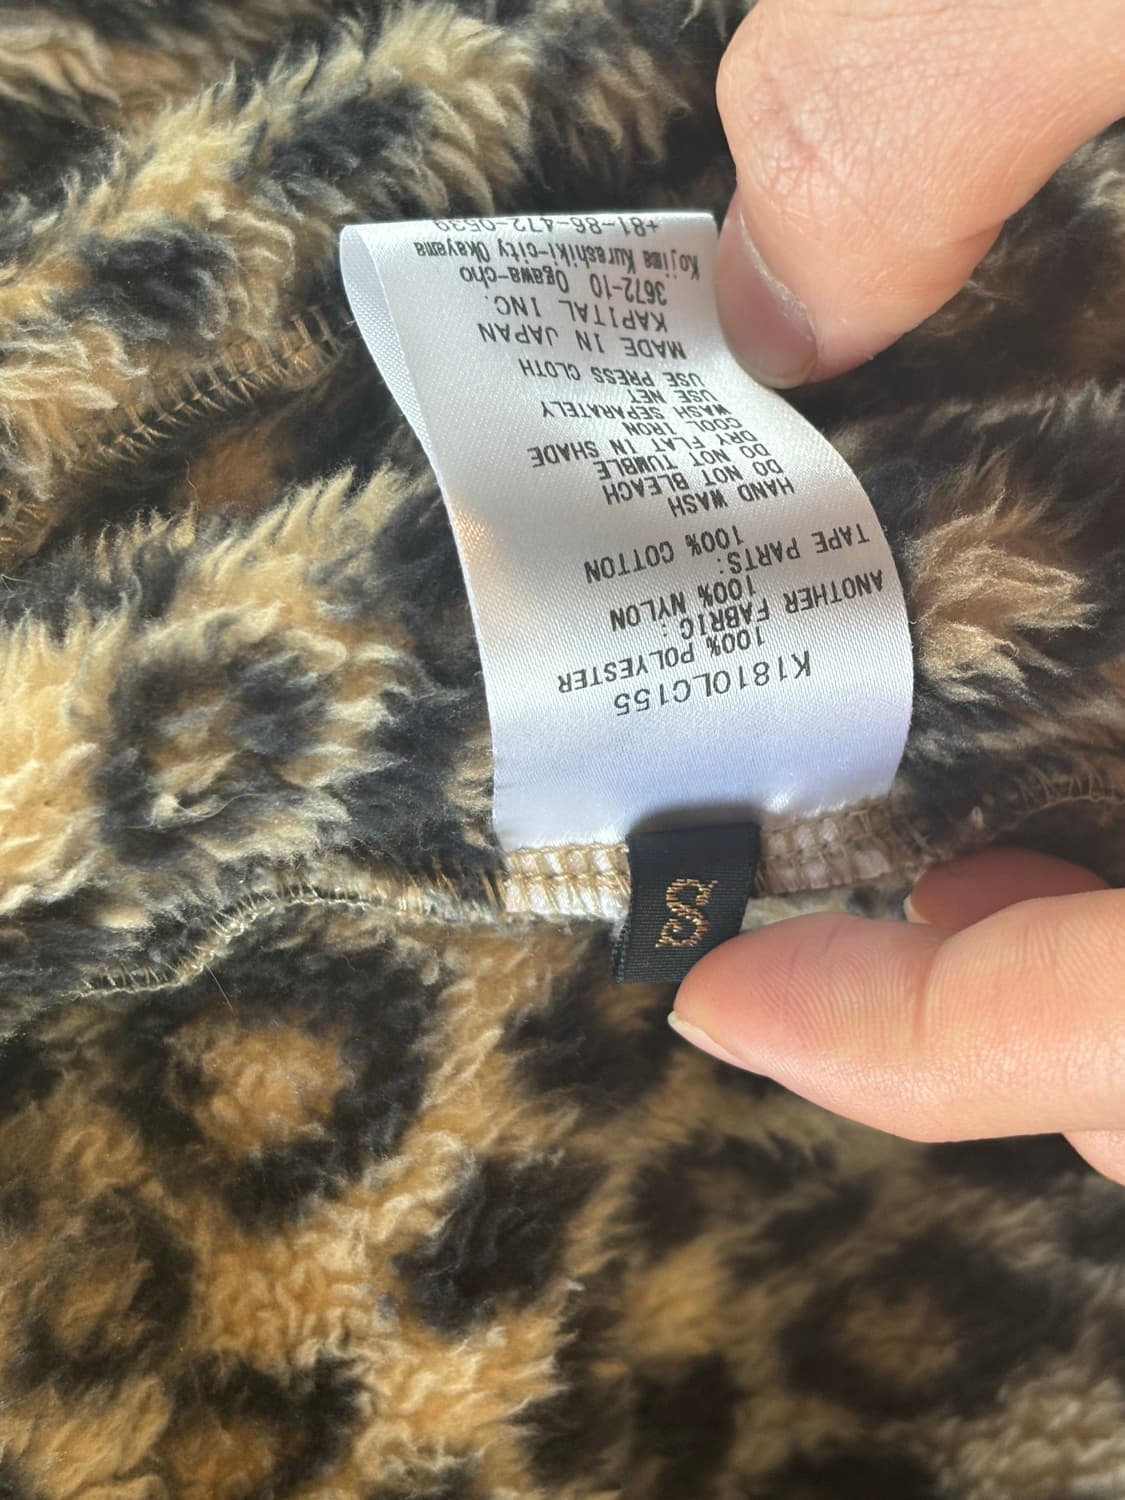 K1810LC155
100% POLYESTER
ANOTHER FABRIC:
100% NYLON
TAPE PARTS:
100% COTTON
HAND WASH
DO NOT BLEACH
DO NOT TUMBLE
DRY FLAT IN SHADE
COOL IRON
WASH SEPARATELY
USE NET
USE PRESS CLOTH
MADE IN JAPAN
KAPITAL INC.
3672-10 Ogawa-cho
Kojima Kurashiki-city Okayama
+81-86-472-0539